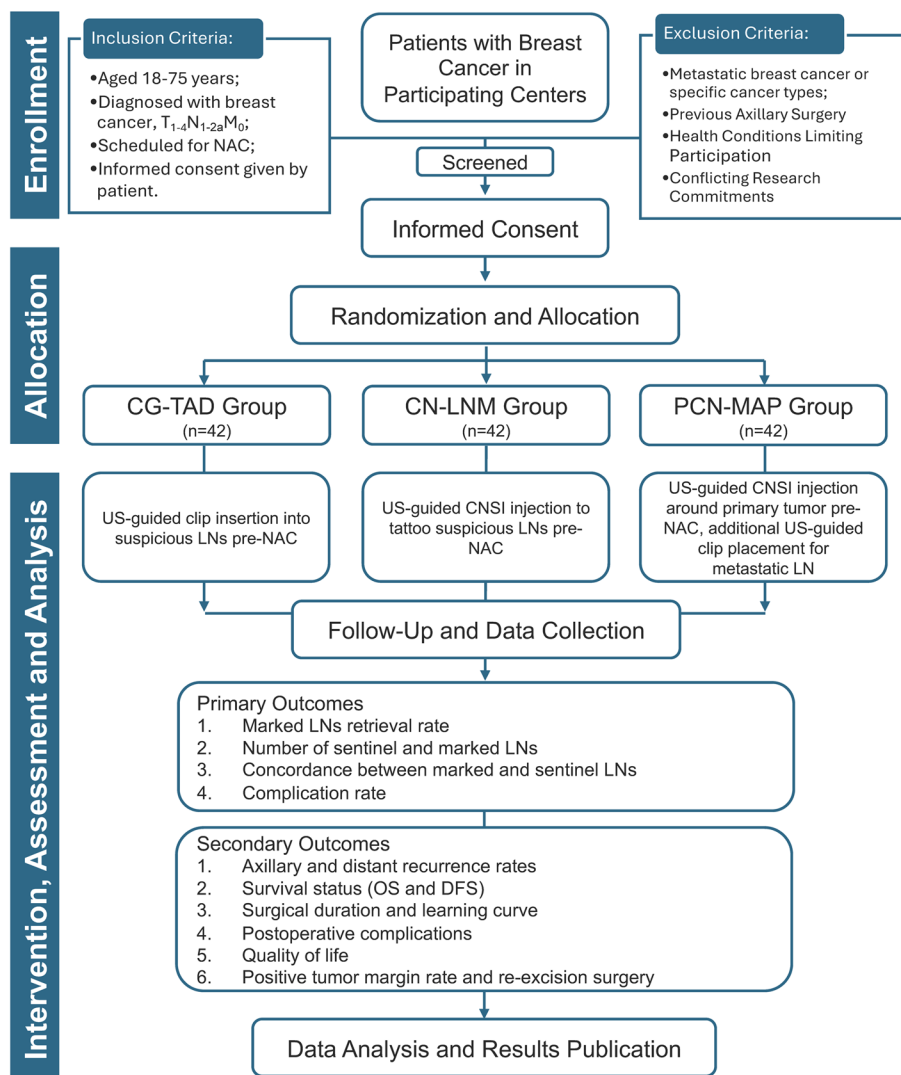 Enrollment
Inclusion Criteria:
•Aged 18-75 years;
•Diagnosed with breast
cancer, T₁₋₄N₁₋₂ₐM₀;
•Scheduled for NAC;
•Informed consent given by
patient.
Patients with Breast
Cancer in
Participating Centers
Exclusion Criteria:
•Metastatic breast cancer or
specific cancer types;
•Previous Axillary Surgery
•Health Conditions Limiting
Participation
•Conflicting Research
Commitments
Screened
Informed Consent
Allocation
Randomization and Allocation
CG-TAD Group
(n=42)
CN-LNM Group
(n=42)
PCN-MAP Group
(n=42)
Intervention, Assessment and Analysis
US-guided clip insertion into
suspicious LNs pre-NAC
US-guided CNSI injection to
tattoo suspicious LNs pre-
NAC
US-guided CNSI injection
around primary tumor pre-
NAC, additional US-guided
clip placement for
metastatic LN
Follow-Up and Data Collection
Primary Outcomes
1. Marked LNs retrieval rate
2. Number of sentinel and marked LNs
3. Concordance between marked and sentinel LNs
4. Complication rate
Secondary Outcomes
1. Axillary and distant recurrence rates
2. Survival status (OS and DFS)
3. Surgical duration and learning curve
4. Postoperative complications
5. Quality of life
6. Positive tumor margin rate and re-excision surgery
Data Analysis and Results Publication